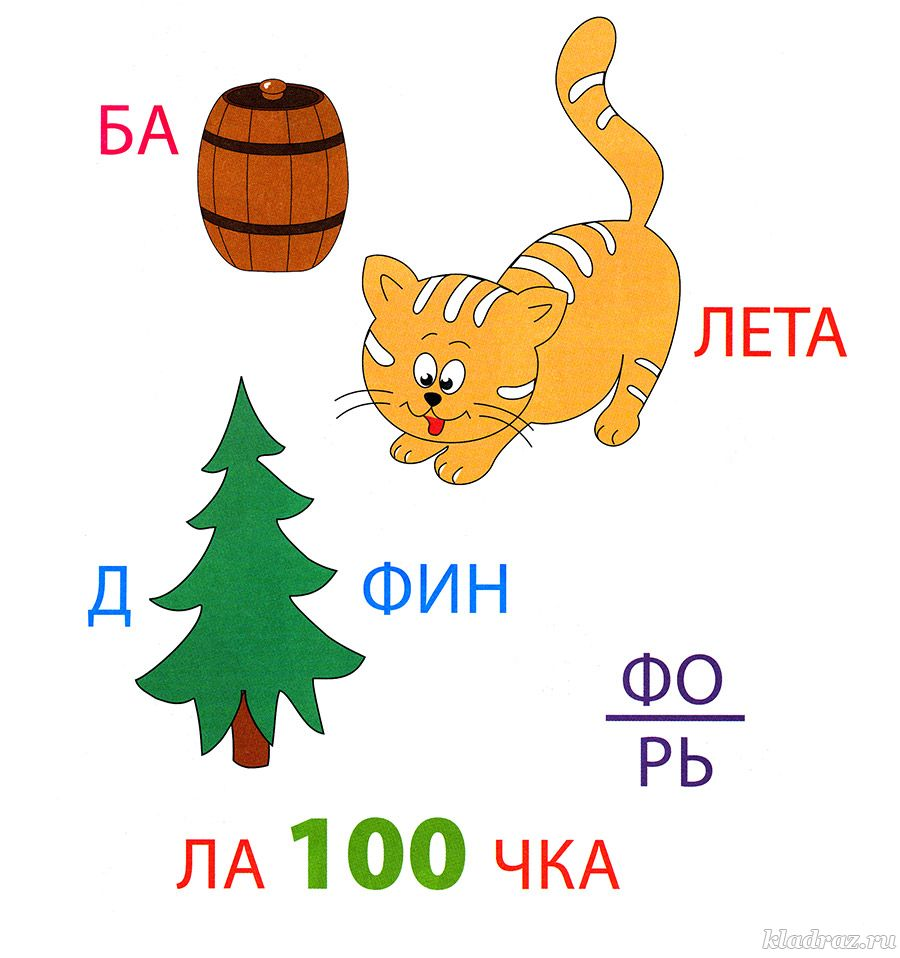 БА
ЛЕТА
Д ФИН
ФО
РЬ
ЛА 100 ЧКА
kladraz.ru